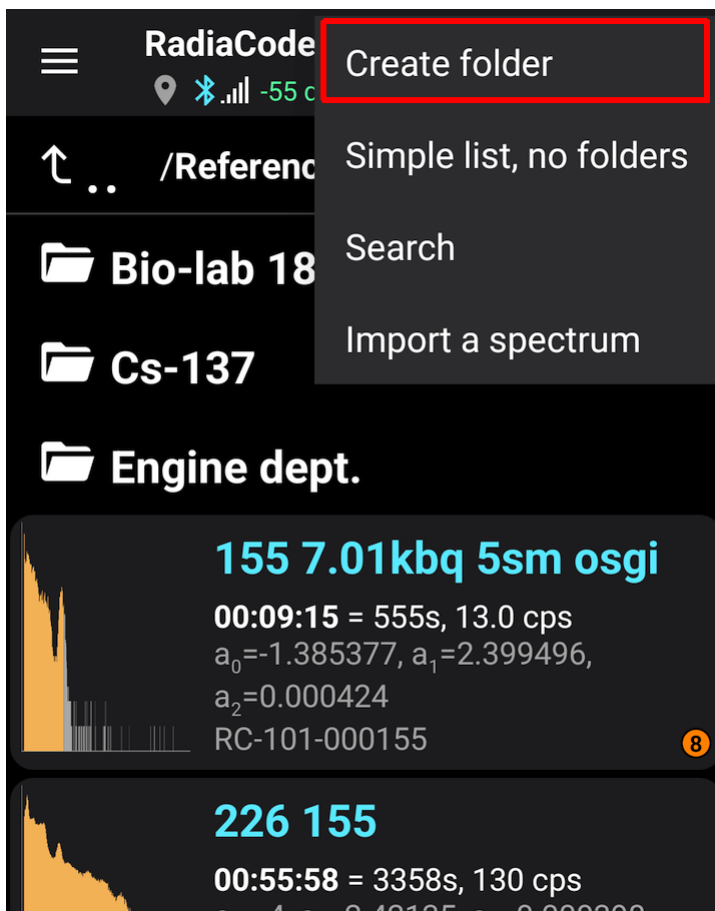 RadiaCode
Create folder
-55
Simple list, no folders
/Referenc
Search
Bio-lab 18
Import a spectrum
Cs-137
Engine dept.
155 7.01kbq 5sm osgi
00:09:15 = 555s, 13.0 cps
a₀=-1.385377, a₁=2.399496,
a₂=0.000424
RC-101-000155
8
226 155
00:55:58 = 3358s, 130 cps